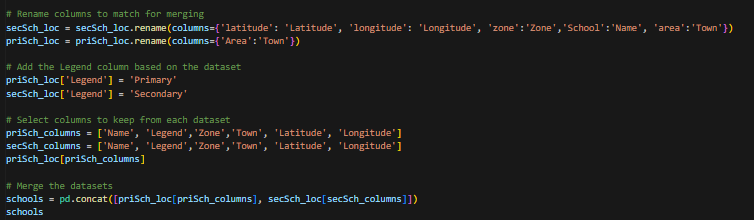 # Rename columns to match for merging
secSch_loc = secSch_loc.rename(columns={'latitude': 'Latitude', 'longitude': 'Longitude', 'zone':'Zone','School':'Name', 'area':'Town'})
priSch_loc = priSch_loc.rename(columns={'Area':'Town'})
# Add the Legend column based on the dataset
priSch_loc['Legend'] = 'Primary'
secSch_loc['Legend'] = 'Secondary'
# Select columns to keep from each dataset
priSch_columns = ['Name', 'Legend','Zone','Town', 'Latitude', 'Longitude']
secSch_columns = ['Name', 'Legend','Zone','Town', 'Latitude', 'Longitude']
priSch_loc[priSch_columns]
# Merge the datasets
schools = pd.concat([priSch_loc[priSch_columns], secSch_loc[secSch_columns]])
schools